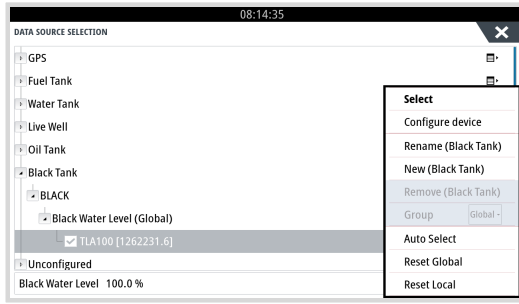 08:14:35
DATA SOURCE SELECTION
GPS
Fuel Tank
Water Tank
Live Well
Oil Tank
Black Tank
BLACK
Black Water Level (Global)
TLA100 [1262231.6]
Unconfigured
Black Water Level 100.0 %
Select
Configure device
Rename (Black Tank)
New (Black Tank)
Remove (Black Tank)
Group Global -
Auto Select
Reset Global
Reset Local